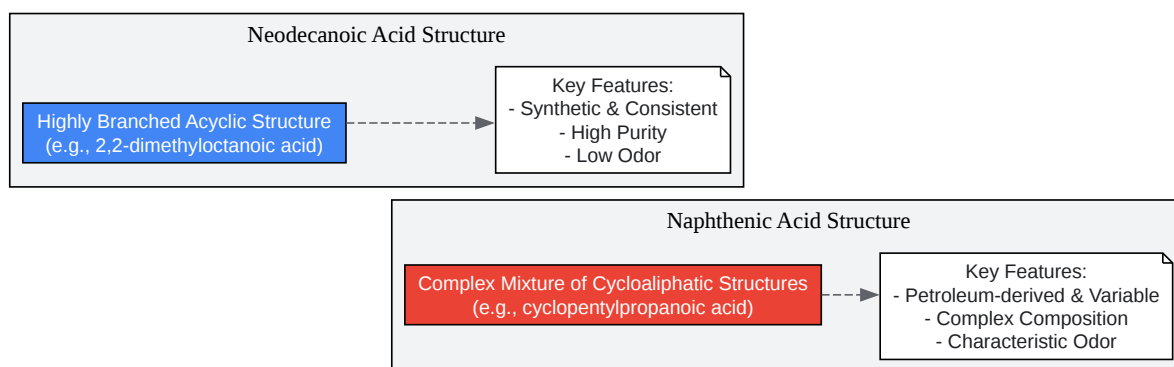 Neodecanoic Acid Structure
Highly Branched Acyclic Structure
(e.g., 2,2-dimethyloctanoic acid)
Key Features:
- Synthetic & Consistent
- High Purity
- Low Odor
Naphthenic Acid Structure
Complex Mixture of Cycloaliphatic Structures
(e.g., cyclopentylpropanoic acid)
Key Features:
- Petroleum-derived & Variable
- Complex Composition
- Characteristic Odor